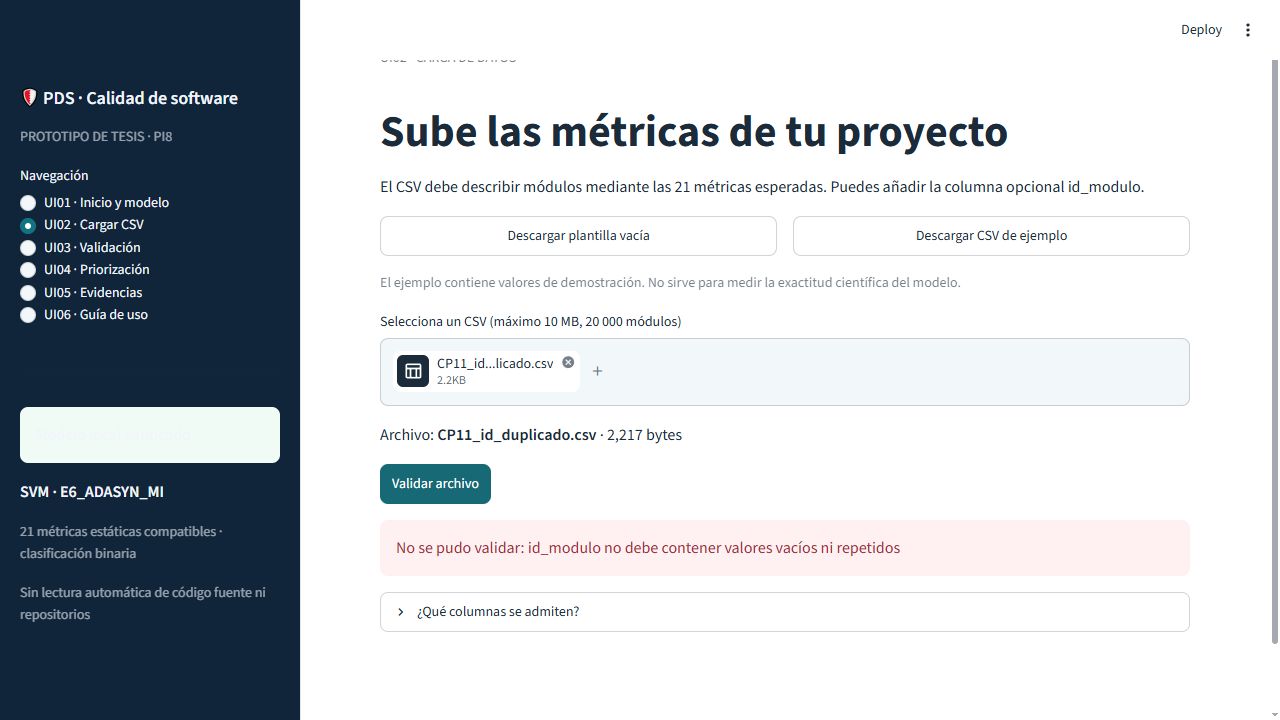 Deploy
PDS · Calidad de software
PROTOTIPO DE TESIS · PI8
Navegación
UI01 · Inicio y modelo
UI02 · Cargar CSV
UI03 · Validación
UI04 · Priorización
UI05 · Evidencias
UI06 · Guía de uso
SVM · E6_ADASYN_MI
21 métricas estáticas compatibles ·
clasificación binaria
Sin lectura automática de código fuente ni
repositorios
Sube las métricas de tu proyecto
El CSV debe describir módulos mediante las 21 métricas esperadas. Puedes añadir la columna opcional id_modulo.
Descargar plantilla vacía
Descargar CSV de ejemplo
El ejemplo contiene valores de demostración. No sirve para medir la exactitud científica del modelo.
Selecciona un CSV (máximo 10 MB, 20 000 módulos)
CP11_id...licado.csv
2.2KB
Archivo: CP11_id_duplicado.csv · 2,217 bytes
Validar archivo
No se pudo validar: id_modulo no debe contener valores vacíos ni repetidos
¿Qué columnas se admiten?